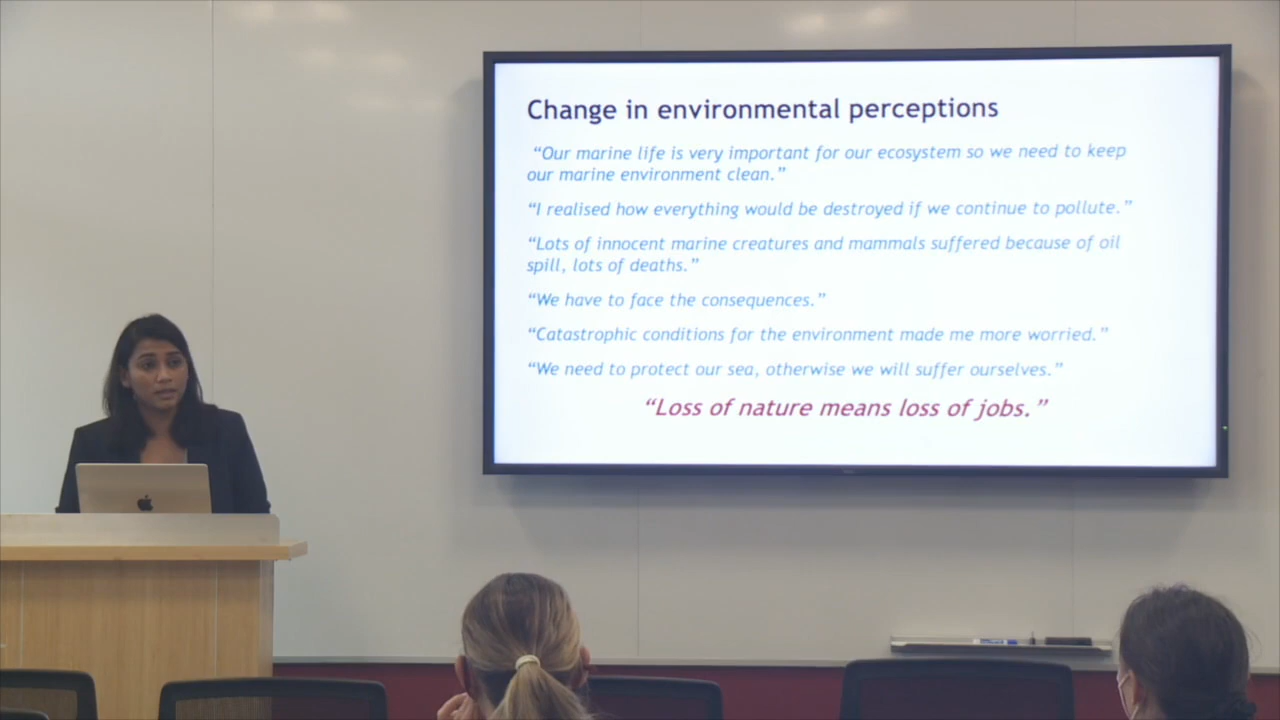 Change in environmental perceptions
“Our marine life is very important for our ecosystem so we need to keep
our marine environment clean.”
“I realised how everything would be destroyed if we continue to pollute.”
“Lots of innocent marine creatures and mammals suffered because of oil
spill, lots of deaths.”
“We have to face the consequences.”
“Catastrophic conditions for the environment made me more worried.”
“We need to protect our sea, otherwise we will suffer ourselves.”
“Loss of nature means loss of jobs.”